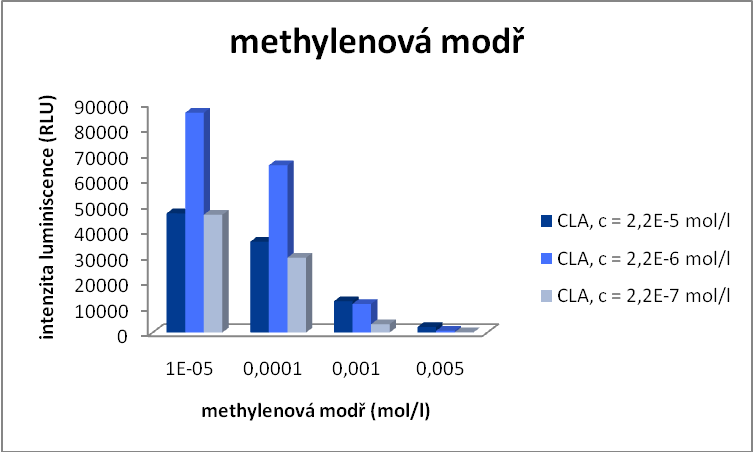 methylenová modř
intenzita luminiscence (RLU)
90000
80000
70000
60000
50000
40000
30000
20000
10000
0
1E-05 0,0001 0,001 0,005
methylenová modř (mol/l)
CLA, c = 2,2E-5 mol/l
CLA, c = 2,2E-6 mol/l
CLA, c = 2,2E-7 mol/l